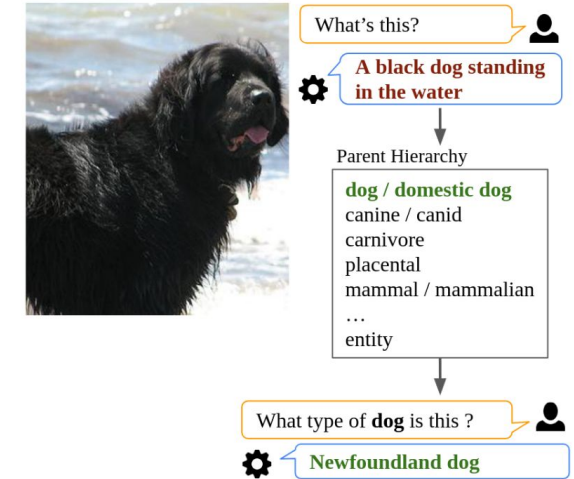 What's this?
A black dog standing
in the water
Parent Hierarchy
dog / domestic dog
canine / canid
carnivore
placental
mammal / mammalian
…
entity
What type of dog is this ?
Newfoundland dog